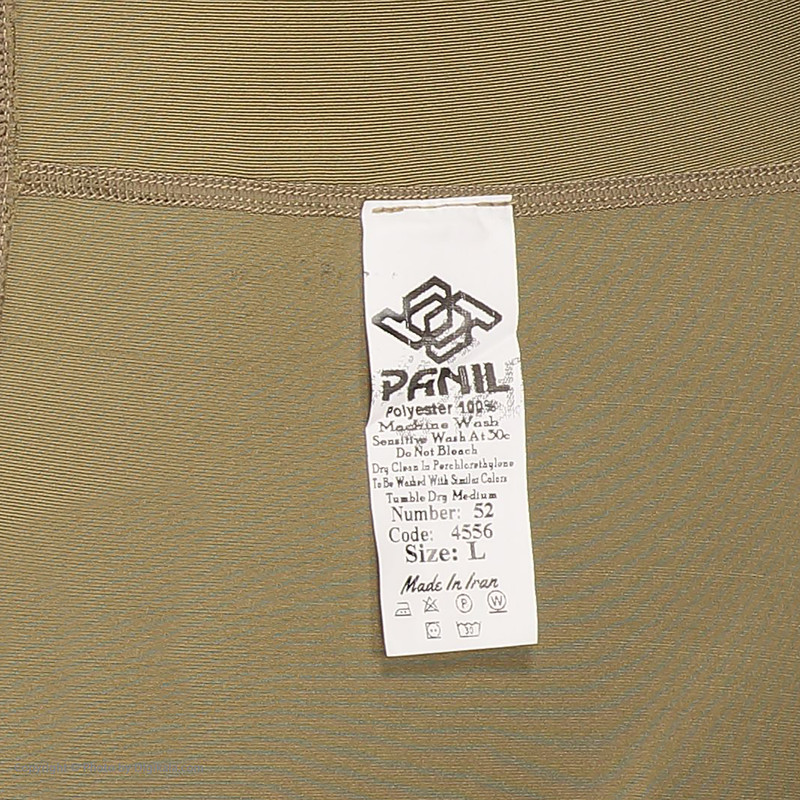 PANIL
Polyester 100%
Machine Wash
Sensitive Wash At 30c
Do Not Bleach
Dry Clean In Perchlorethylene
To Be Washed With Similar Colors
Tumble Dry Medium
Number: 52
Code: 4556
Size: L
Made In Iran
P W
30